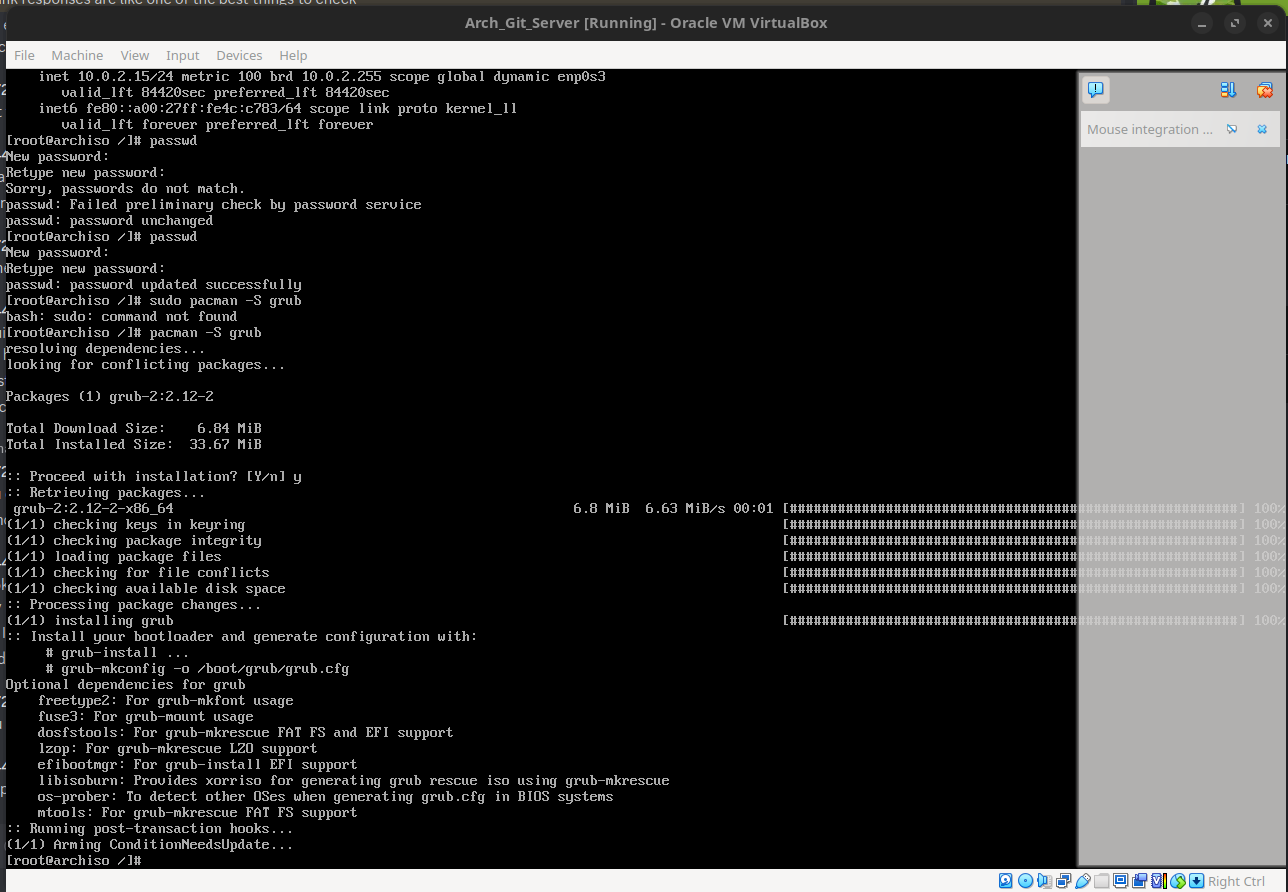 nk responses are like one of the best things to check
Arch_Git_Server [Running] - Oracle VM VirtualBox
File Machine View Input Devices Help
inet 10.0.2.15/24 metric 100 brd 10.0.2.255 scope global dynamic enp0s3
valid_lft 84420sec preferred_lft 84420sec
inet6 fe80::a00:27ff:fe4c:c783/64 scope link proto kernel_ll
valid_lft forever preferred_lft forever
[root@archiso /]# passwd
New password:
Retype new password:
Sorry, passwords do not match.
passwd: Failed preliminary check by password service
passwd: password unchanged
[root@archiso /]# passwd
New password:
Retype new password:
passwd: password updated successfully
[root@archiso /]# sudo pacman -S grub
bash: sudo: command not found
[root@archiso /]# pacman -S grub
resolving dependencies...
looking for conflicting packages...
Packages (1) grub-2:2.12-2
Total Download Size: 6.84 MiB
Total Installed Size: 33.67 MiB
:: Proceed with installation? [Y/n] y
:: Retrieving packages...
grub-2:2.12-2-x86_64 6.8 MiB 6.63 MiB/s 00:01 [##########################################################] 100%
(1/1) checking keys in keyring [##########################################################] 100%
(1/1) checking package integrity [##########################################################] 100%
(1/1) loading package files [##########################################################] 100%
(1/1) checking for file conflicts [##########################################################] 100%
(1/1) checking available disk space [##########################################################] 100%
:: Processing package changes...
(1/1) installing grub [##########################################################] 100%
:: Install your bootloader and generate configuration with:
# grub-install ...
# grub-mkconfig -o /boot/grub/grub.cfg
Optional dependencies for grub
freetype2: For grub-mkfont usage
fuse3: For grub-mount usage
dosfstools: For grub-mkrescue FAT FS and EFI support
lzop: For grub-mkrescue LZO support
efibootmgr: For grub-install EFI support
libisoburn: Provides xorriso for generating grub rescue iso using grub-mkrescue
os-prober: To detect other OSes when generating grub.cfg in BIOS systems
mtools: For grub-mkrescue FAT FS support
:: Running post-transaction hooks...
(1/1) Arming ConditionNeedsUpdate...
[root@archiso /]#
Mouse integration ...
Right Ctrl